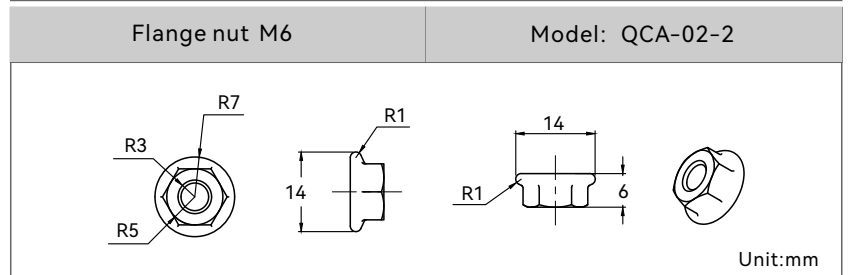 Flange nut M6
Model: QCA-02-2
R7
R3
R5
R1
14
14
R1
6
Unit:mm